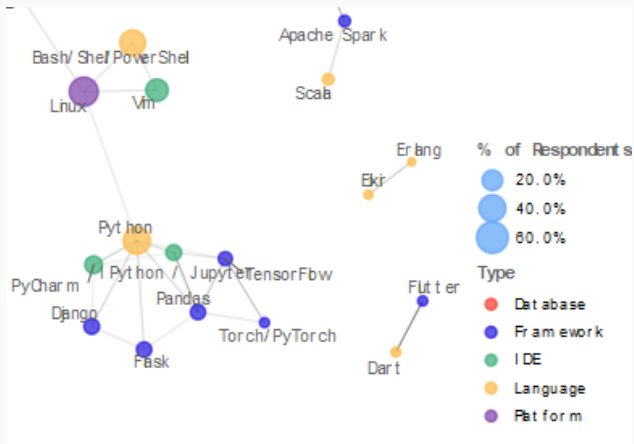 Apache Spark
Bash/Shell/PowerShell
Scala
Linux
Vim
Erlang
% of Respondents
Elixir
20.0%
40.0%
60.0%
Python
Type
PyCharm / IPython / Jupyter
TensorFlow
Pandas
Django
Flutter
Database
Torch/PyTorch
Framework
Flask
IDE
Dart
Language
Platform